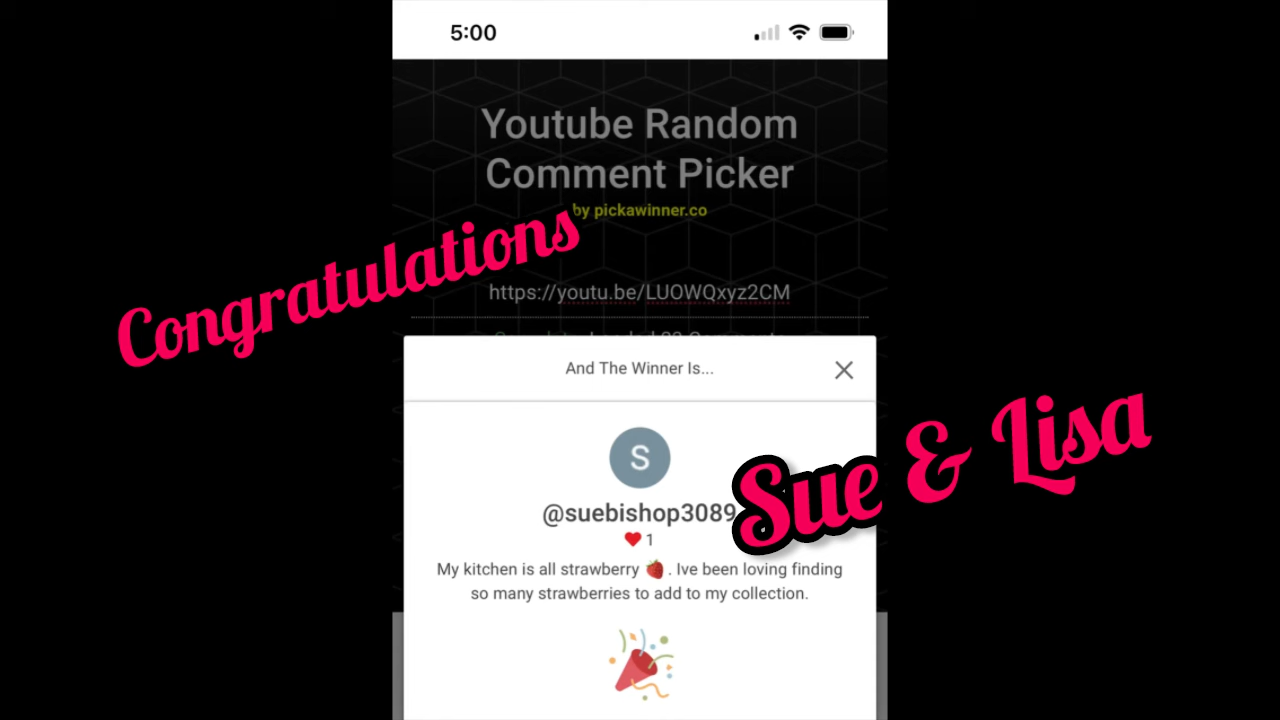 5:00
Youtube Random
Comment Picker
by pickawinner.co
Congratulations
https://youtu.be/LUOWQxyz2CM
And The Winner Is...
S
Sue & Lisa
@suebishop3089
1
My kitchen is all strawberry 🍓 . Ive been loving finding
so many strawberries to add to my collection.